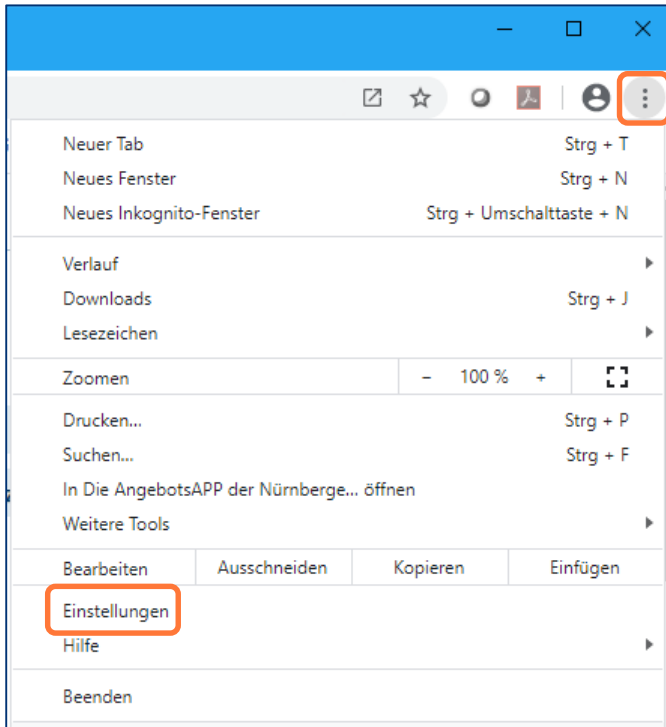 Neuer Tab Strg + T
Neues Fenster Strg + N
Neues Inkognito-Fenster Strg + Umschalttaste + N
Verlauf
Downloads Strg + J
Lesezeichen
Zoomen - 100 % +
Drucken... Strg + P
Suchen... Strg + F
In Die AngebotsAPP der Nürnberge... öffnen
Weitere Tools
Bearbeiten Ausschneiden Kopieren Einfügen
Einstellungen
Hilfe
Beenden